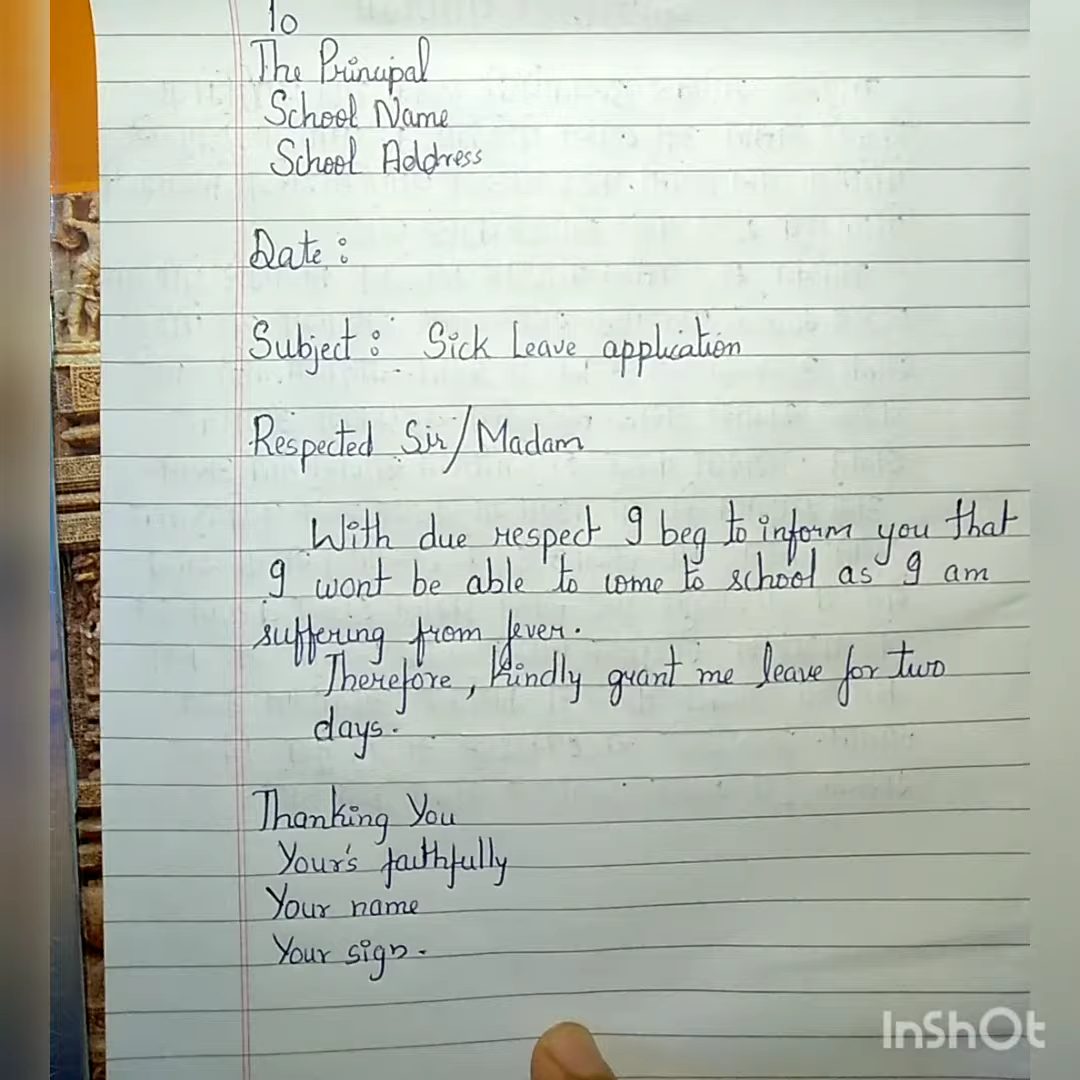 To
The Principal
School Name
School Address
Date :
Subject : Sick Leave application
Respected Sir/Madam
With due respect I beg to inform you that
I wont be able to come to school as I am
suffering from fever.
Therefore, kindly grant me leave for two
days.
Thanking You
Your's faithfully
Your name
Your sign.
InShOt